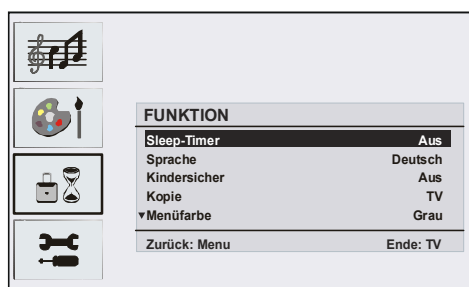 FUNKTION
Sleep-Timer Aus
Sprache Deutsch
Kindersicher Aus
Kopie TV
▾Menüfarbe Grau
Zurück: Menu Ende: TV